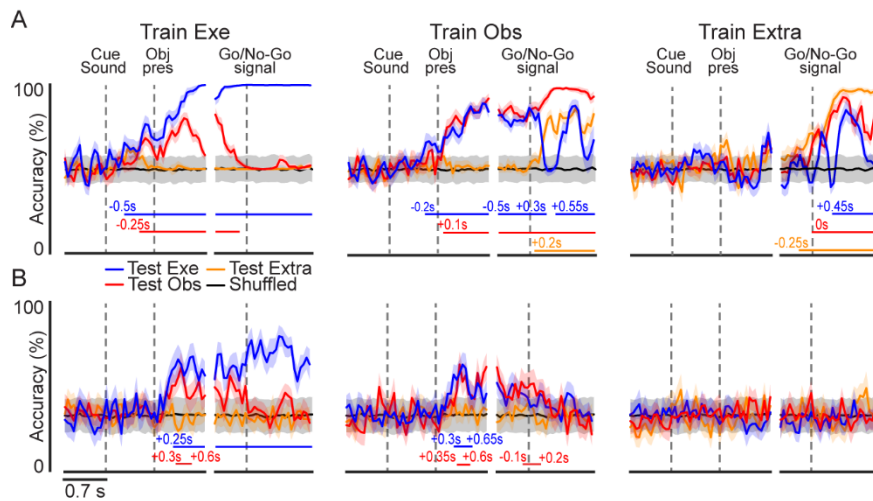 A
Train Exe
Train Obs
Train Extra
Cue Sound
Obj pres
Go/No-Go signal
Cue Sound
Obj pres
Go/No-Go signal
Cue Sound
Obj pres
Go/No-Go signal
100
Accuracy (%)
0
-0.5s
-0.25s
-0.2s
-0.5s
+0.3s
+0.55s
+0.1s
+0.2s
+0.45s
0s
-0.25s
Test Exe
Test Extra
Test Obs
Shuffled
B
100
Accuracy (%)
0
+0.25s
+0.3s
+0.6s
+0.3s
+0.65s
+0.35s
+0.6s
-0.1s
+0.2s
0.7 s